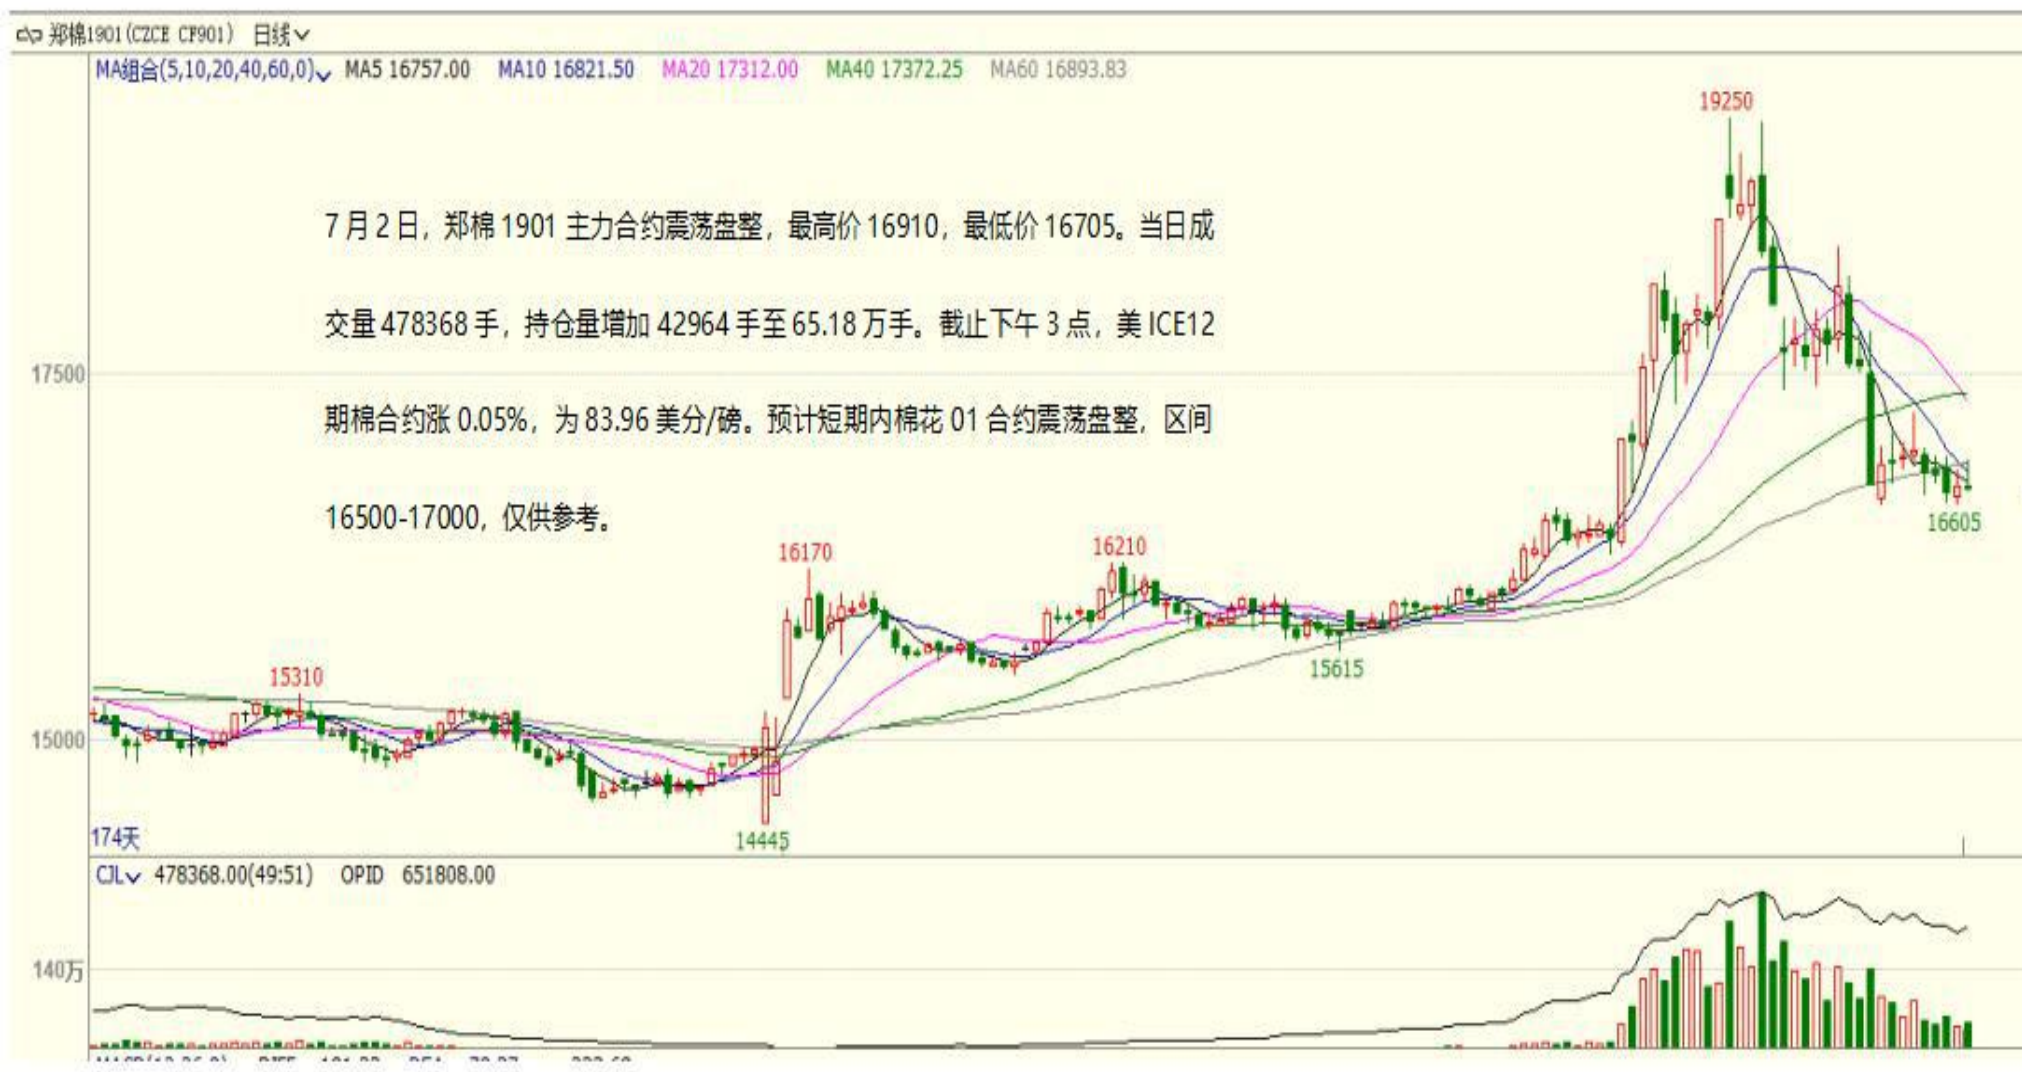 郑棉1901(CZCE CF901) 日线
MA组合(5,10,20,40,60,0) MA5 16757.00 MA10 16821.50 MA20 17312.00 MA40 17372.25 MA60 16893.83
19250
7月2日，郑棉1901 主力合约震荡盘整，最高价16910，最低价16705。当日成
交量478368手，持仓量增加42964手至65.18万手。截止下午3点，美ICE12
17500
期棉合约涨0.05%，为83.96美分/磅。预计短期内棉花01合约震荡盘整，区间
16500-17000，仅供参考。
16605
16170
16210
15615
15310
15000
174天
14445
CJL 478368.00(49:51) OPID 651808.00
140万